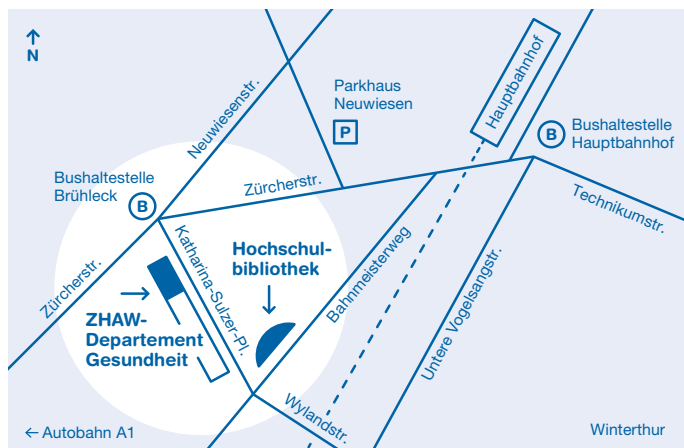 N
Neuwiesenstr.
Parkhaus
Neuwiesen
P
Hauptbahnhof
B
Bushaltestelle
Hauptbahnhof
Bushaltestelle
Brühleck
B
Zürcherstr.
Technikumstr.
Zürcherstr.
Katharina-Sulzer-Pl.
Hochschul-
bibliothek
Bahnmeisterweg
Untere Vogelsangstr.
ZHAW-
Departement
Gesundheit
Wylandstr.
← Autobahn A1
Winterthur